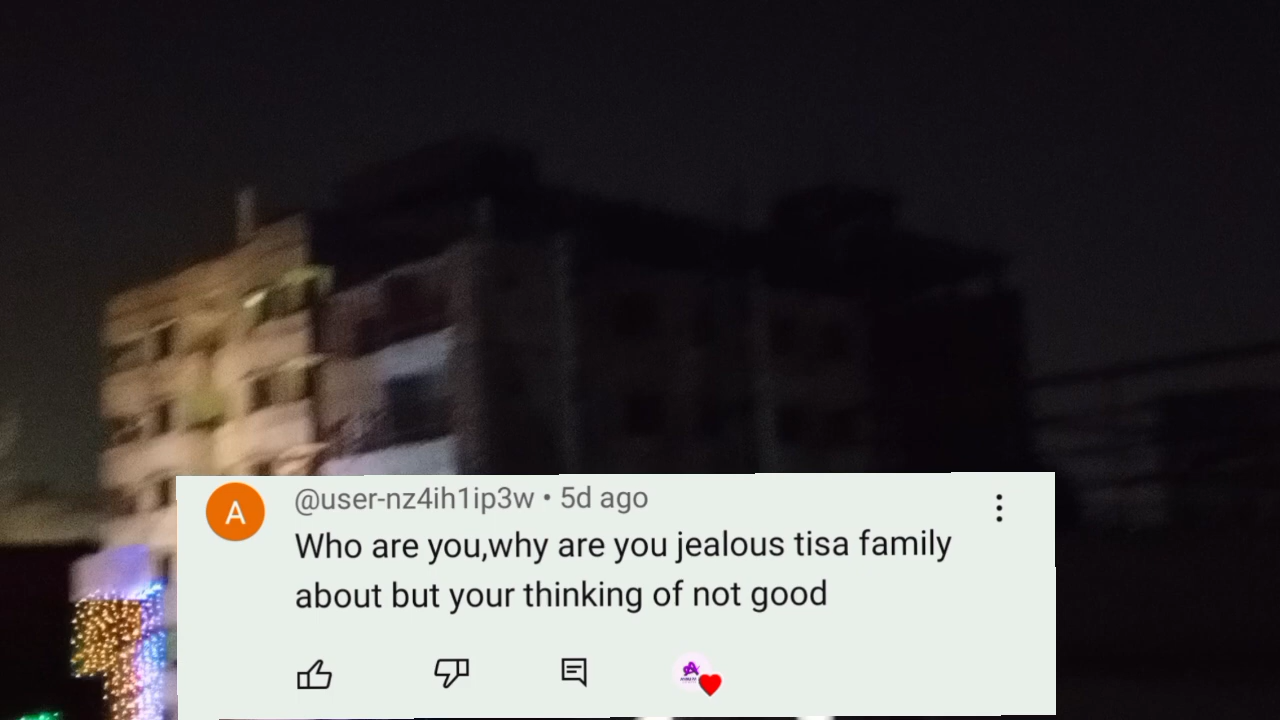 @user-nz4ih1ip3w • 5d ago
Who are you,why are you jealous tisa family
about but your thinking of not good